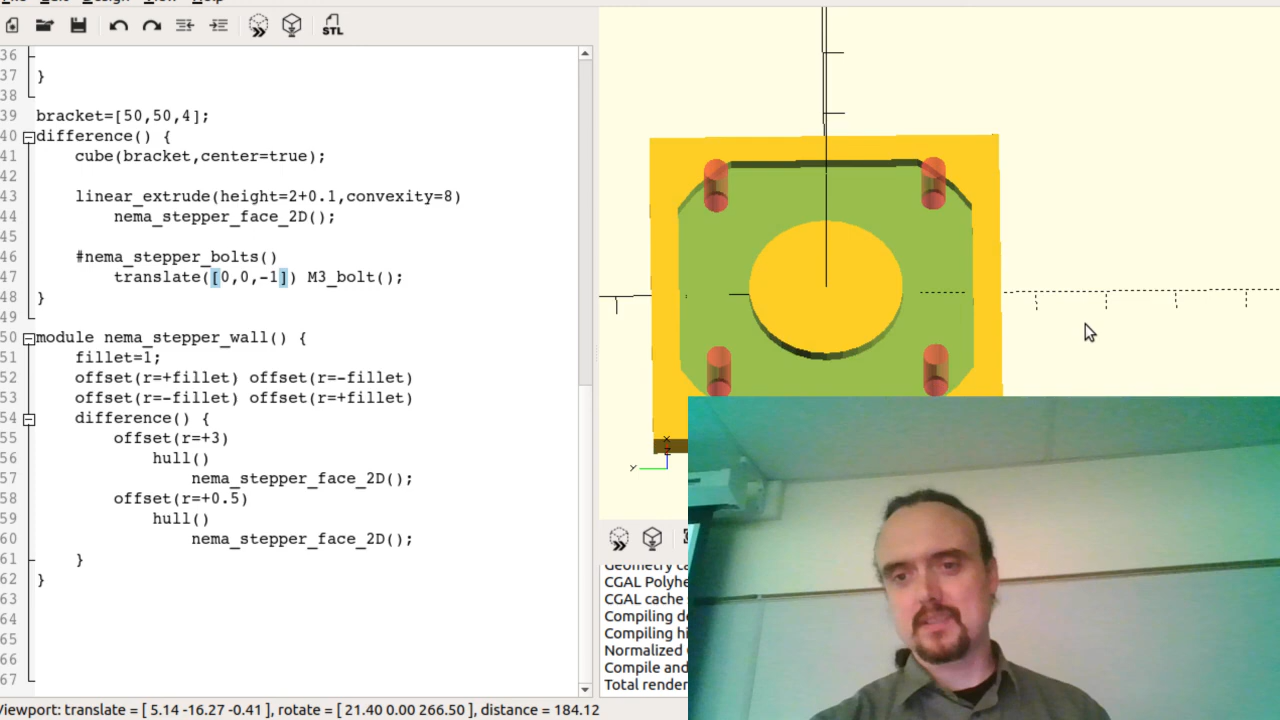 STL
36
37 }
38
39 bracket=[50,50,4];
40 difference() {
41 cube(bracket,center=true);
42
43 linear_extrude(height=2+0.1,convexity=8)
44 nema_stepper_face_2D();
45
46 #nema_stepper_bolts()
47 translate([0,0,-1]) M3_bolt();
48 }
49
50 module nema_stepper_wall() {
51 fillet=1;
52 offset(r=+fillet) offset(r=-fillet)
53 offset(r=-fillet) offset(r=+fillet)
54 difference() {
55 offset(r=+3)
56 hull()
57 nema_stepper_face_2D();
58 offset(r=+0.5)
59 hull()
60 nema_stepper_face_2D();
61 }
62 }
63
64
65
66
67
X
Z
Y
Geometry ca
CGAL Polyhe
CGAL cache
Compiling de
Compiling hi
Normalized
Compile and
Total render
Viewport: translate = [ 5.14 -16.27 -0.41 ], rotate = [ 21.40 0.00 266.50 ], distance = 184.12